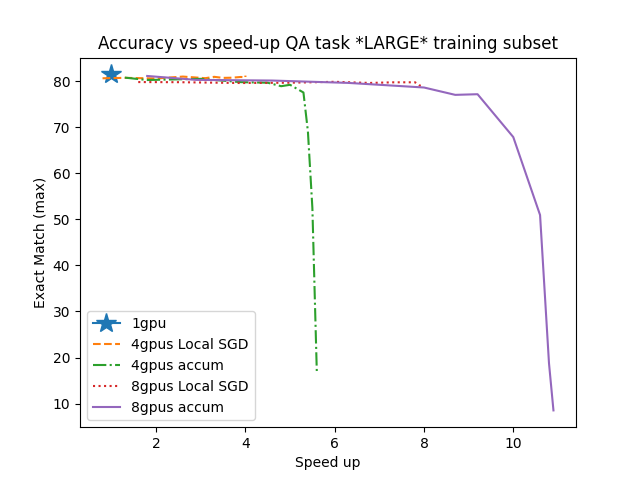 Accuracy vs speed-up QA task *LARGE* training subset
80
70
60
50
40
30
20
10
Exact Match (max)
1gpu
4gpus Local SGD
4gpus accum
8gpus Local SGD
8gpus accum
2 4 6 8 10
Speed up